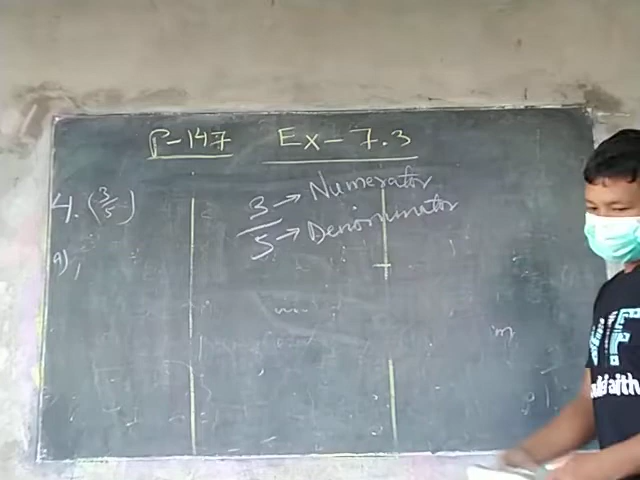 P-147 Ex-7.3
4. (3/5)
3 → Numerator
5 → Denominator
a),